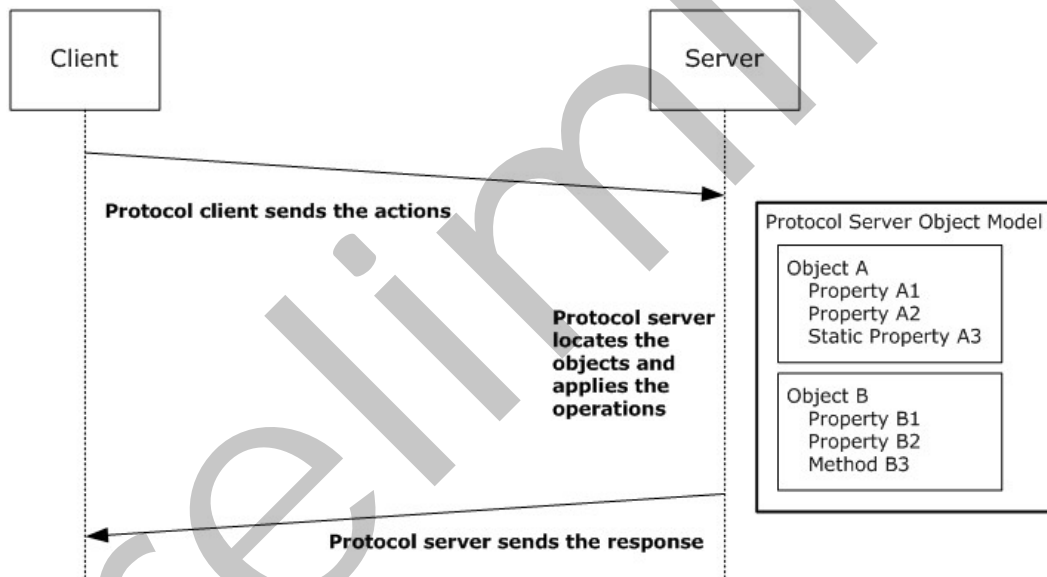 Client
Server
Protocol client sends the actions
Protocol Server Object Model
Object A
Property A1
Property A2
Static Property A3
Protocol server
locates the
objects and
applies the
operations
Object B
Property B1
Property B2
Method B3
Protocol server sends the response